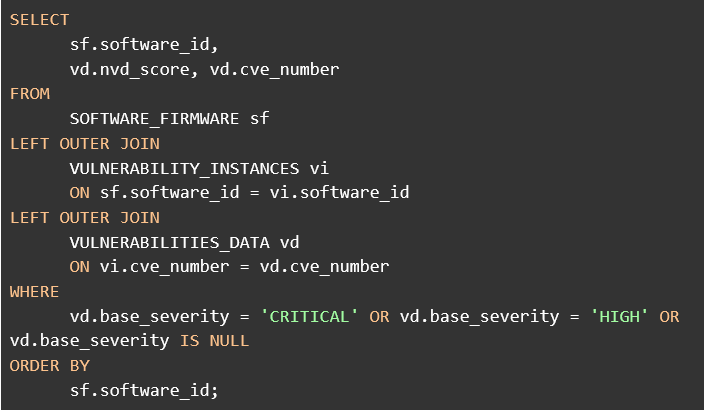 SELECT
sf.software_id,
vd.nvd_score, vd.cve_number
FROM
SOFTWARE_FIRMWARE sf
LEFT OUTER JOIN
VULNERABILITY_INSTANCES vi
ON sf.software_id = vi.software_id
LEFT OUTER JOIN
VULNERABILITIES_DATA vd
ON vi.cve_number = vd.cve_number
WHERE
vd.base_severity = 'CRITICAL' OR vd.base_severity = 'HIGH' OR
vd.base_severity IS NULL
ORDER BY
sf.software_id;